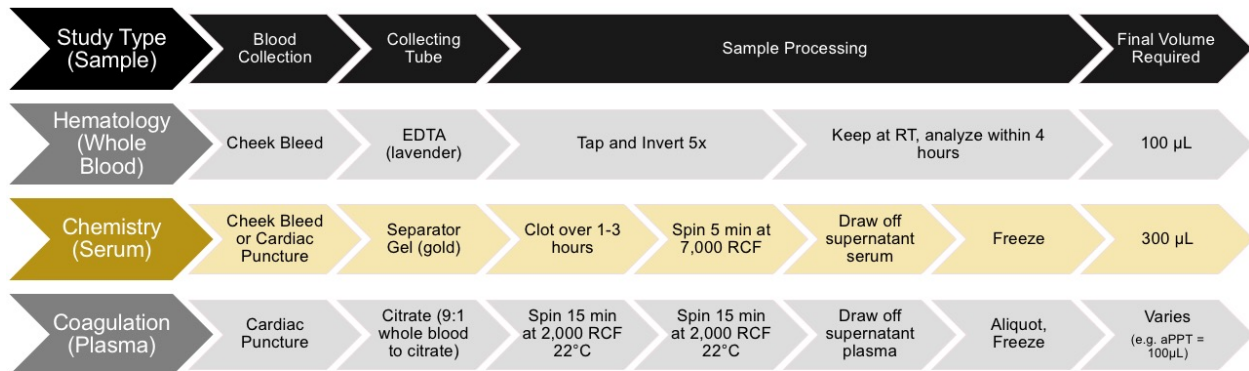 Study Type
(Sample)
Blood
Collection
Collecting
Tube
Sample Processing
Final Volume
Required
Hematology
(Whole
Blood)
Cheek Bleed
EDTA
(lavender)
Tap and Invert 5x
Keep at RT, analyze within 4
hours
100 µL
Chemistry
(Serum)
Cheek Bleed
or Cardiac
Puncture
Separator
Gel (gold)
Clot over 1-3
hours
Spin 5 min at
7,000 RCF
Draw off
supernatant
serum
Freeze
300 µL
Coagulation
(Plasma)
Cardiac
Puncture
Citrate (9:1
whole blood
to citrate)
Spin 15 min
at 2,000 RCF
22°C
Spin 15 min
at 2,000 RCF
22°C
Draw off
supernatant
plasma
Aliquot,
Freeze
Varies
(e.g. aPPT =
100µL)